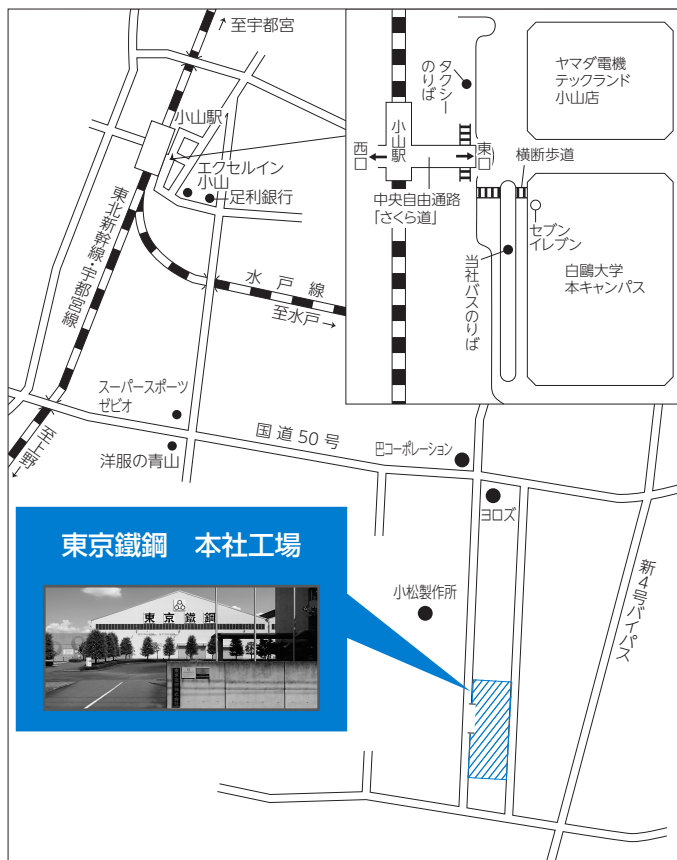 至宇都宮
小山駅
エクセルイン
小山
足利銀行
東北新幹線・宇都宮線
水戸線
至水戸
スーパースポーツ
ゼビオ
洋服の青山
至上野
国道50号
巴コーポレーション
ヨロズ
小松製作所
新4号バイパス
東京鐵鋼 本社工場
東京鐵鋼
タクシー
のりば
ヤマダ電機
テックランド
小山店
小山駅
西口
東口
横断歩道
中央自由通路
「さくら道」
セブン
イレブン
当社バスのりば
白鷗大学
本キャンパス